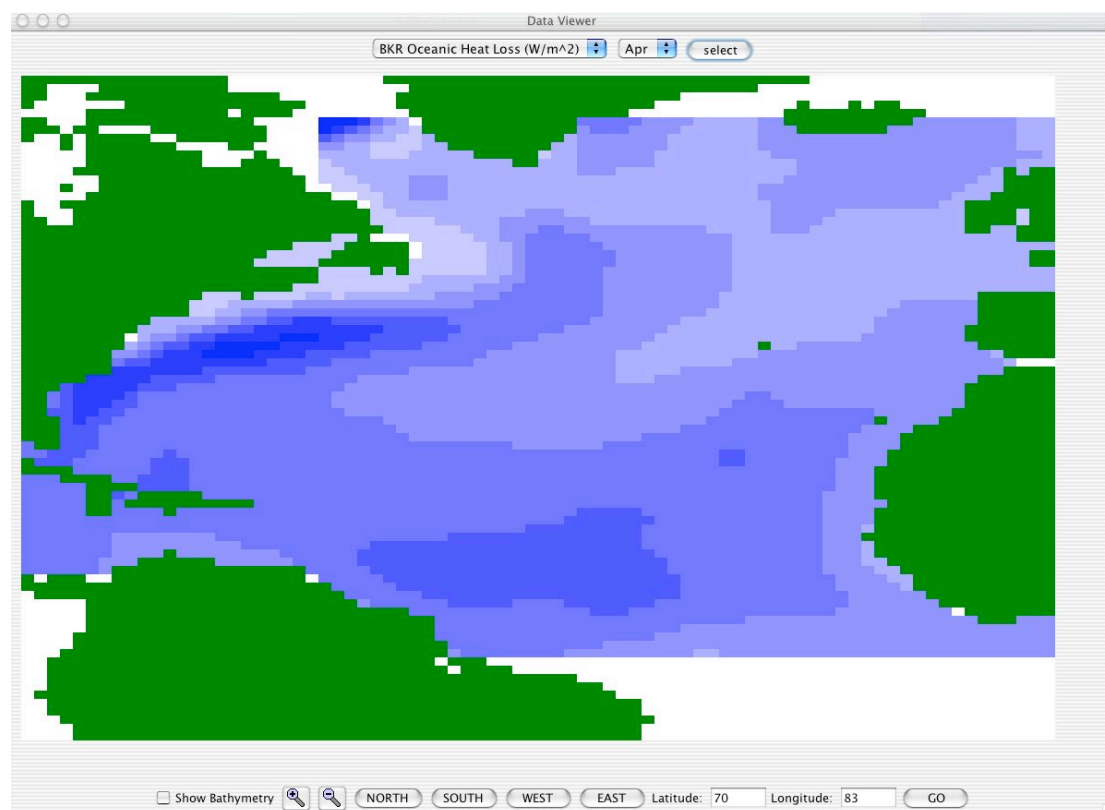 Data Viewer
BKR Oceanic Heat Loss (W/m^2) Apr select
Show Bathymetry NORTH SOUTH WEST EAST Latitude: 70 Longitude: 83 GO